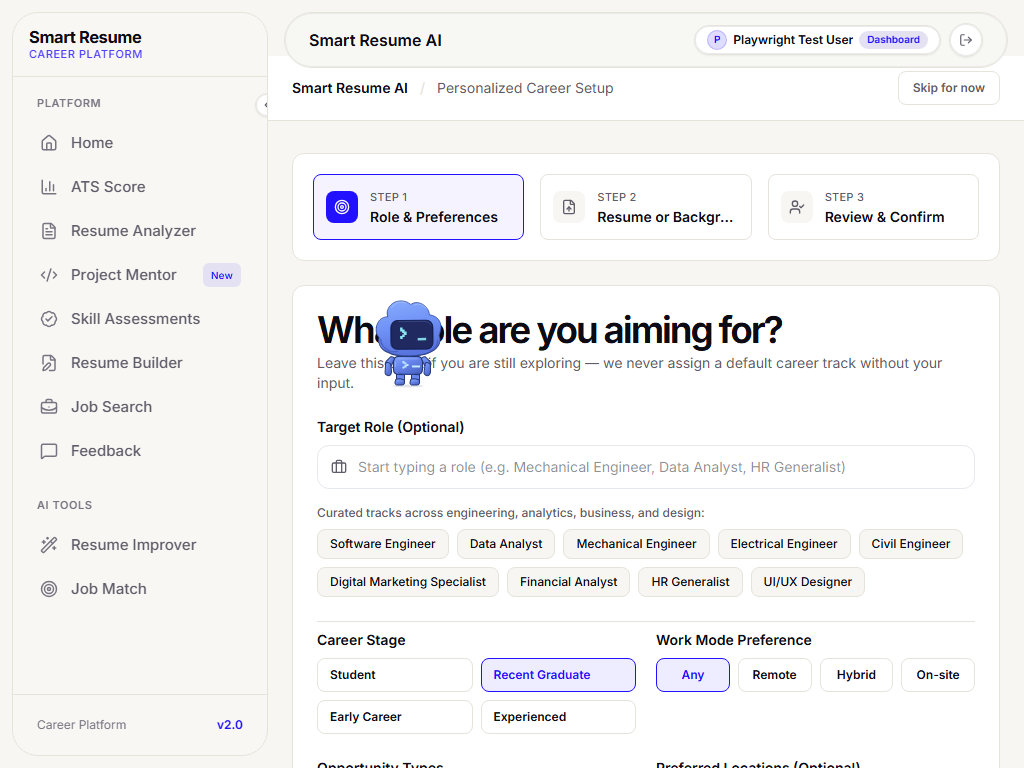 Smart Resume
CAREER PLATFORM
PLATFORM
Home
ATS Score
Resume Analyzer
Project Mentor
New
Skill Assessments
Resume Builder
Job Search
Feedback
AI TOOLS
Resume Improver
Job Match
Career Platform
v2.0
Smart Resume AI
P
Playwright Test User
Dashboard
Smart Resume AI / Personalized Career Setup
Skip for now
STEP 1
Role & Preferences
STEP 2
Resume or Backgr...
STEP 3
Review & Confirm
are you aiming for?
Leave this if you are still exploring — we never assign a default career track without your
input.
Target Role (Optional)
Start typing a role (e.g. Mechanical Engineer, Data Analyst, HR Generalist)
Curated tracks across engineering, analytics, business, and design:
Software Engineer
Data Analyst
Mechanical Engineer
Electrical Engineer
Civil Engineer
Digital Marketing Specialist
Financial Analyst
HR Generalist
UI/UX Designer
Career Stage
Student
Recent Graduate
Early Career
Experienced
Work Mode Preference
Any
Remote
Hybrid
On-site
Opportunity Types
Preferred Locations (Optional)